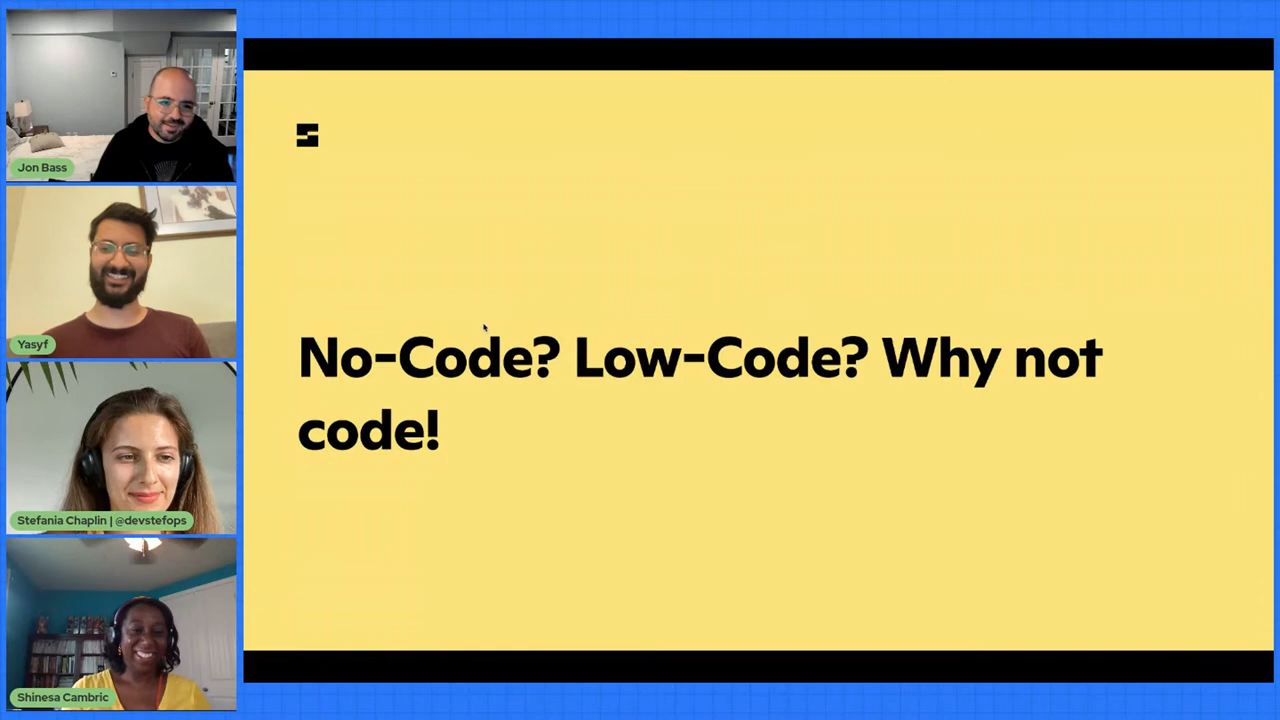 Jon Bass
Yasyf
Stefania Chaplin | @devstefops
Shinesa Cambric
No-Code? Low-Code? Why not
code!